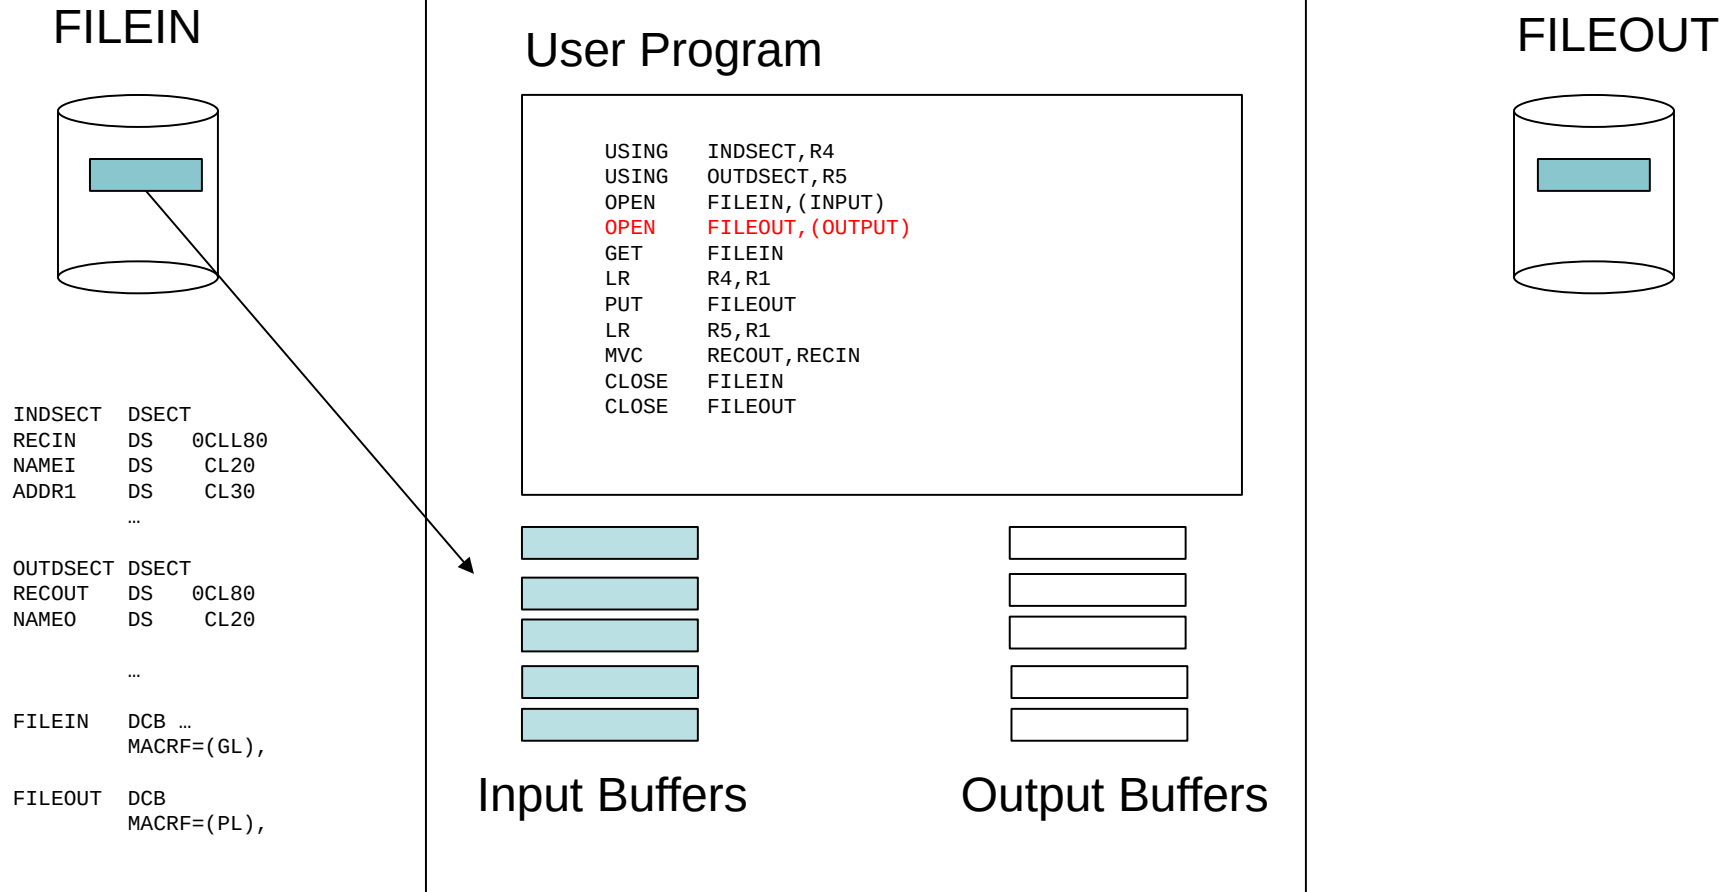 FILEIN
User Program
FILEOUT
USING   INDSECT,R4
USING   OUTDSECT,R5
OPEN    FILEIN,(INPUT)
OPEN    FILEOUT,(OUTPUT)
GET     FILEIN
LR      R4,R1
PUT     FILEOUT
LR      R5,R1
MVC     RECOUT,RECIN
CLOSE   FILEIN
CLOSE   FILEOUT
INDSECT  DSECT
RECIN    DS   0CLL80
NAMEI    DS    CL20
ADDR1    DS    CL30
         …
OUTDSECT DSECT
RECOUT   DS   0CL80
NAMEO    DS    CL20
         …
FILEIN   DCB …
         MACRF=(GL),
FILEOUT  DCB
         MACRF=(PL),
Input Buffers
Output Buffers